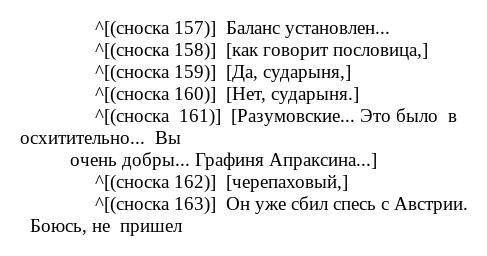 ^[(сноска 157)] Баланс установлен...
^[(сноска 158)] [как говорит пословица,]
^[(сноска 159)] [Да, сударыня,]
^[(сноска 160)] [Нет, сударыня.]
^[(сноска 161)] [Разумовские... Это было в
осхитительно... Вы
очень добры... Графиня Апраксина...]
^[(сноска 162)] [черепаховый,]
^[(сноска 163)] Он уже сбил спесь с Австрии.
Боюсь, не пришел